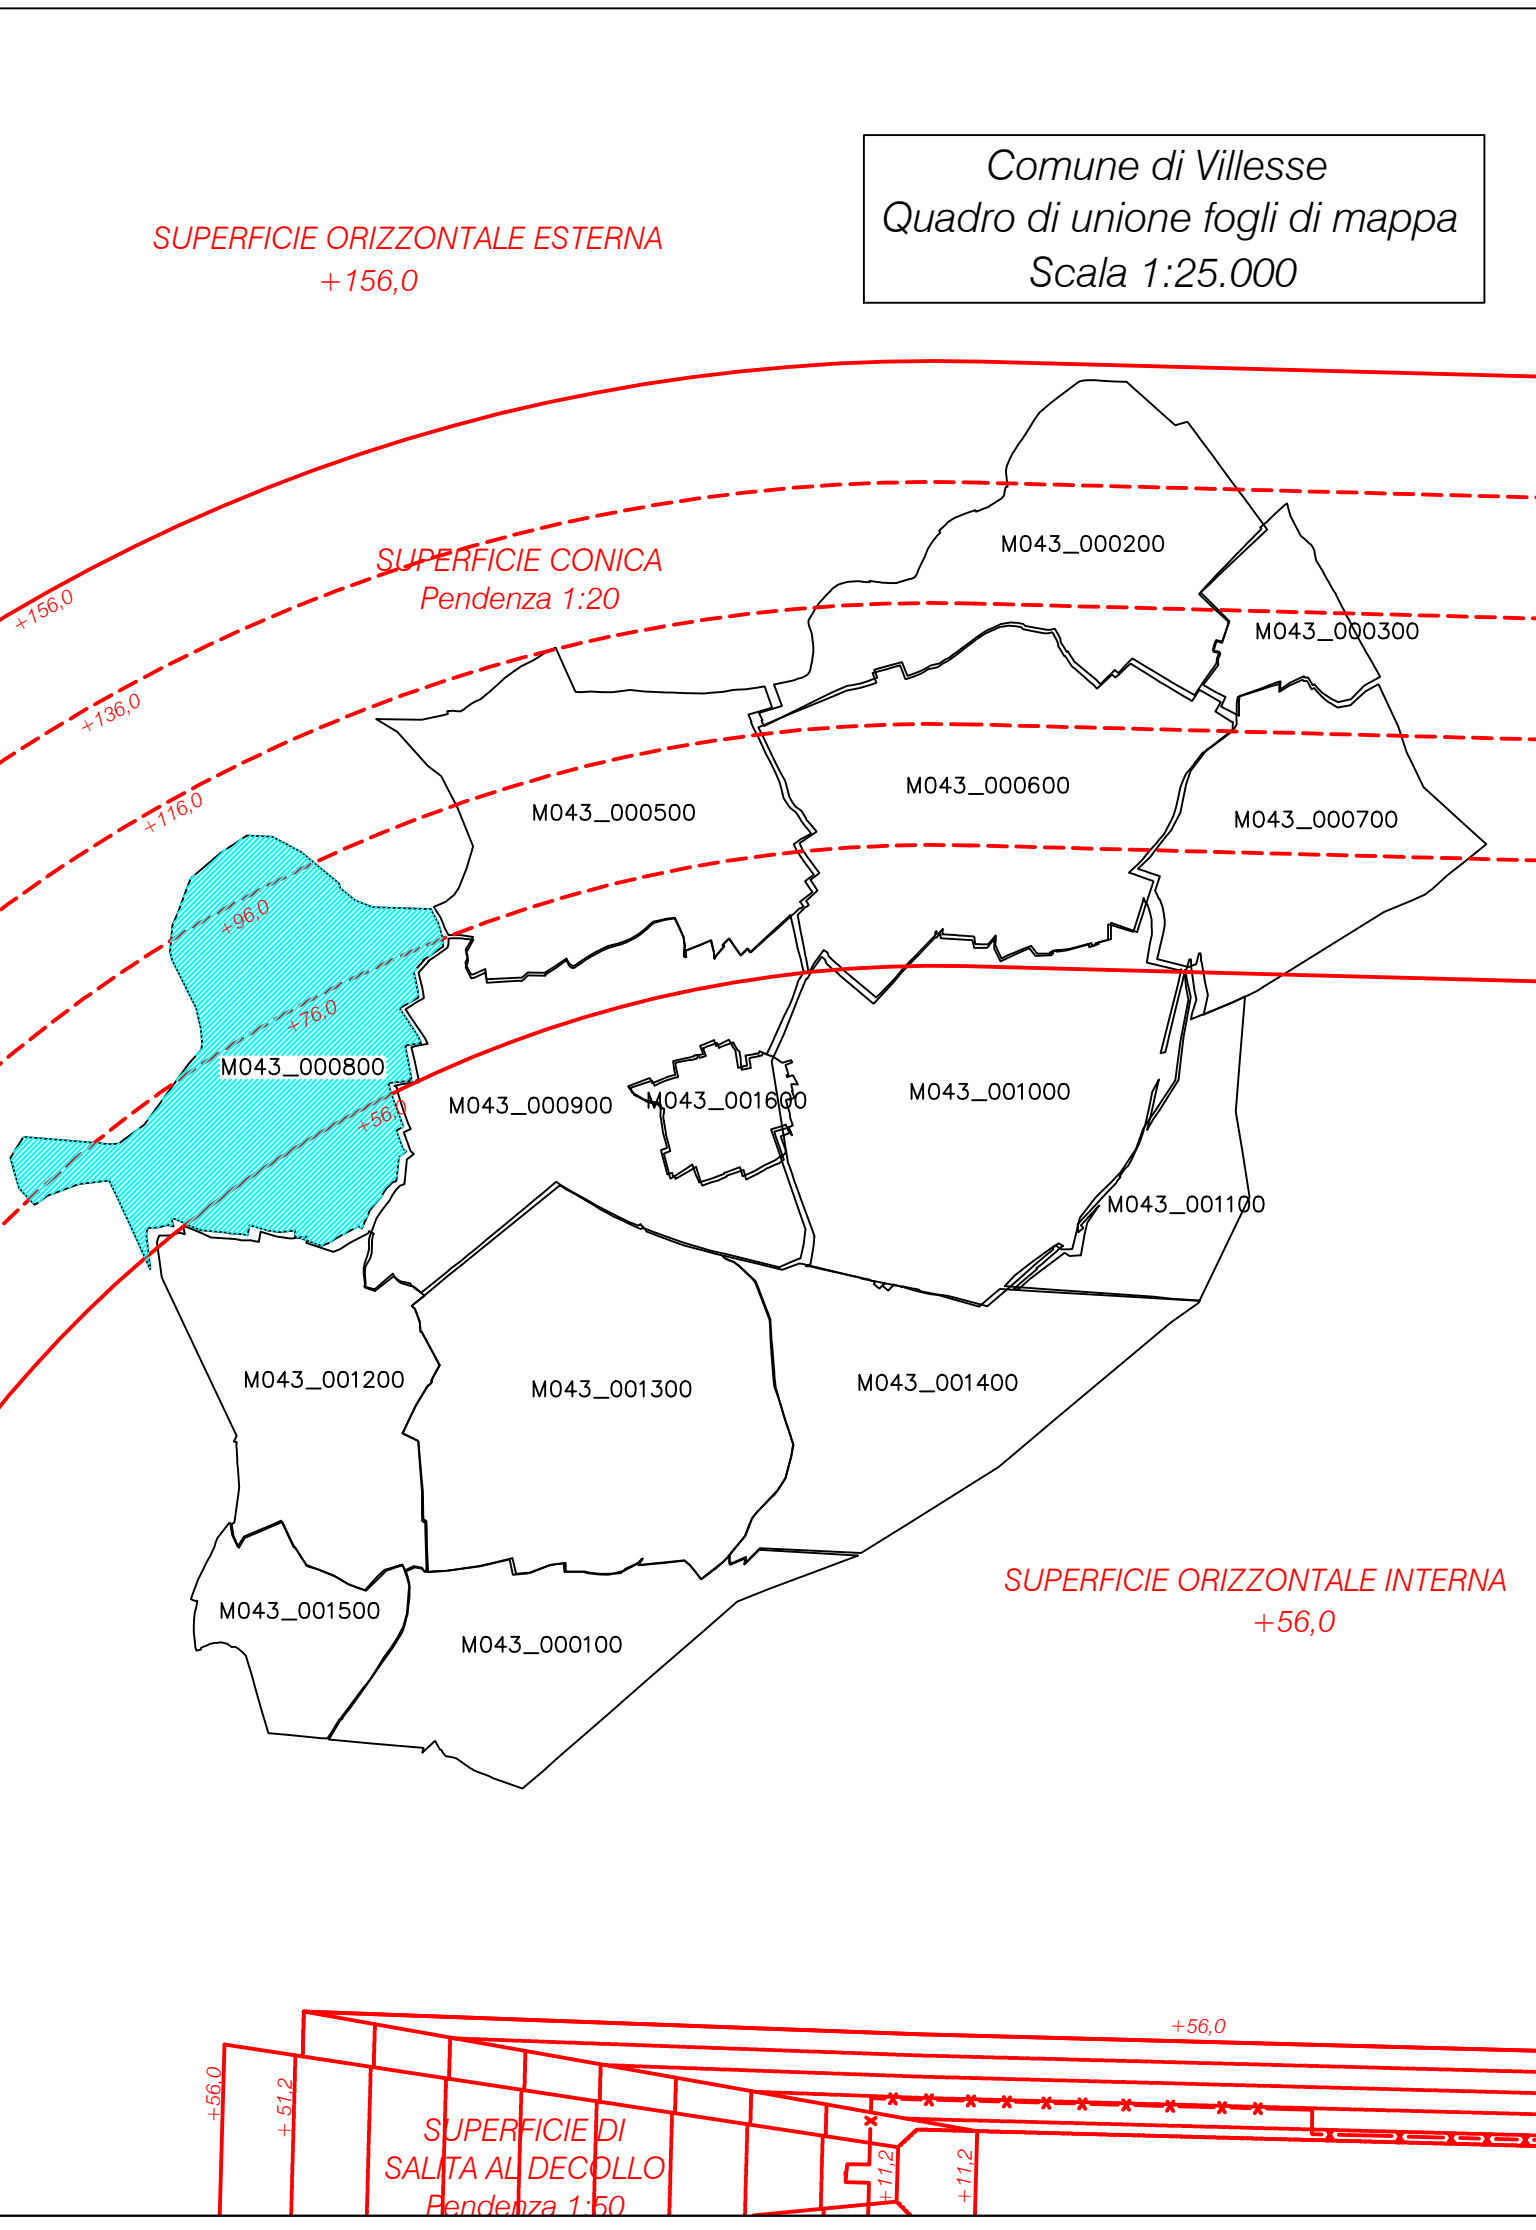 Comune di Villesse
Quadro di unione fogli di mappa
Scala 1:25.000
SUPERFICIE ORIZZONTALE ESTERNA
+156,0
SUPERFICIE CONICA
Pendenza 1:20
+156,0
+136,0
+116,0
+96,0
+76,0
+56,0
M043_000200
M043_000300
M043_000500
M043_000600
M043_000700
M043_000800
M043_000900
M043_001600
M043_001000
M043_001100
M043_001200
M043_001300
M043_001400
M043_001500
M043_000100
SUPERFICIE ORIZZONTALE INTERNA
+56,0
+56,0
+56,0
+ 51,2
SUPERFICIE DI
SALITA AL DECOLLO
Pendenza 1:50
+11,2
+11,2